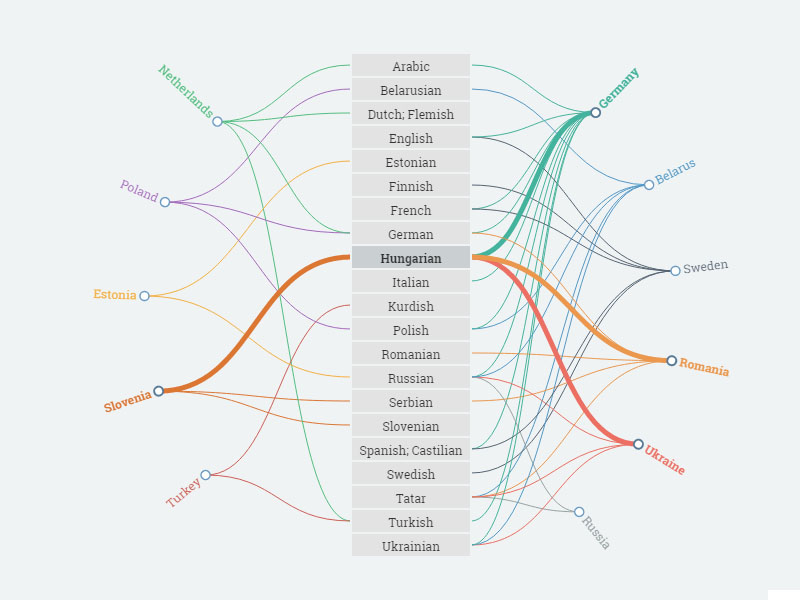 Netherlands
Poland
Estonia
Slovenia
Turkey
Arabic
Belarusian
Dutch; Flemish
English
Estonian
Finnish
French
German
Hungarian
Italian
Kurdish
Polish
Romanian
Russian
Serbian
Slovenian
Spanish; Castilian
Swedish
Tatar
Turkish
Ukrainian
Germany
Belarus
Sweden
Romania
Ukraine
Russia